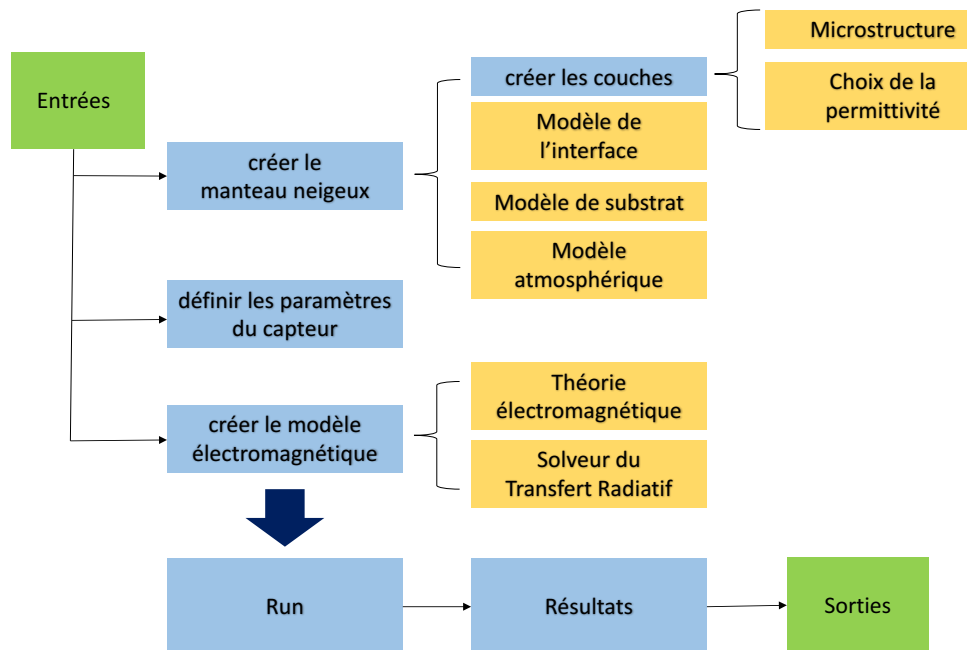 Entrées
créer le
manteau neigeux
créer les couches
Microstructure
Choix de la
permittivité
Modèle de
l’interface
Modèle de substrat
Modèle
atmosphérique
définir les paramètres
du capteur
créer le modèle
électromagnétique
Théorie
électromagnétique
Solveur du
Transfert Radiatif
Run
Résultats
Sorties